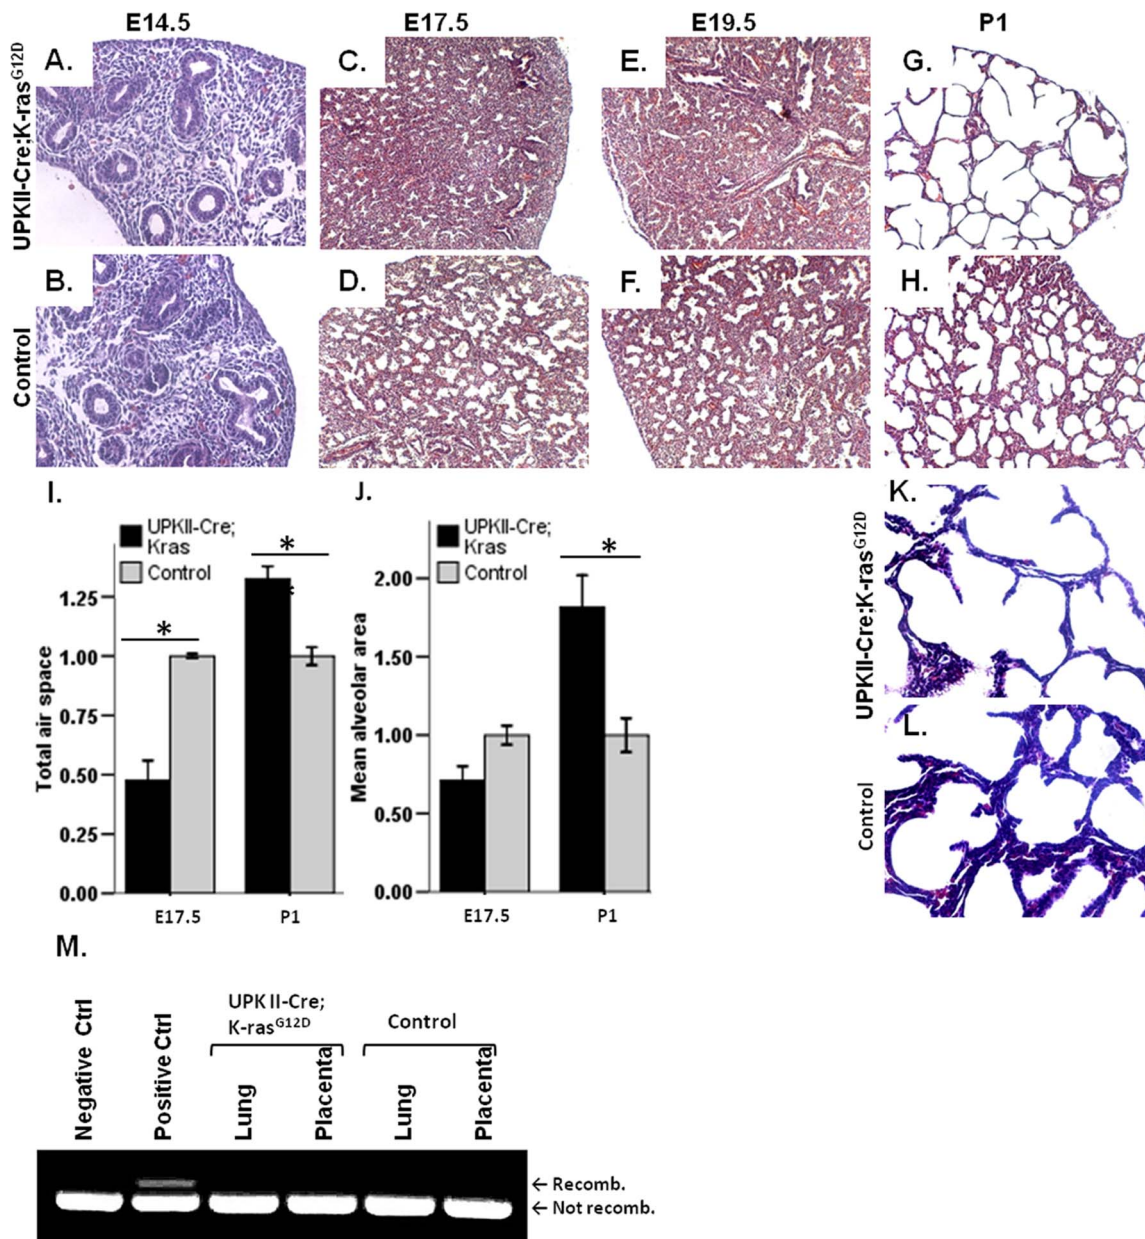 E14.5 E17.5 E19.5 P1
UPKII-Cre;K-ras^G12D
A. C. E. G.
Control
B. D. F. H.
I.
UPKII-Cre;
Kras
Control
*
*
*
Total air space
1.25
1.00
0.75
0.50
0.25
0.00
E17.5 P1
J.
UPKII-Cre;
Kras
Control
*
Mean alveolar area
2.00
1.50
1.00
0.50
0.00
E17.5 P1
UPKII-Cre;K-ras^G12D
K.
Control
L.
M.
Negative Ctrl
Positive Ctrl
UPK II-Cre;
K-ras^G12D
Lung
Placenta
Control
Lung
Placenta
← Recomb.
← Not recomb.